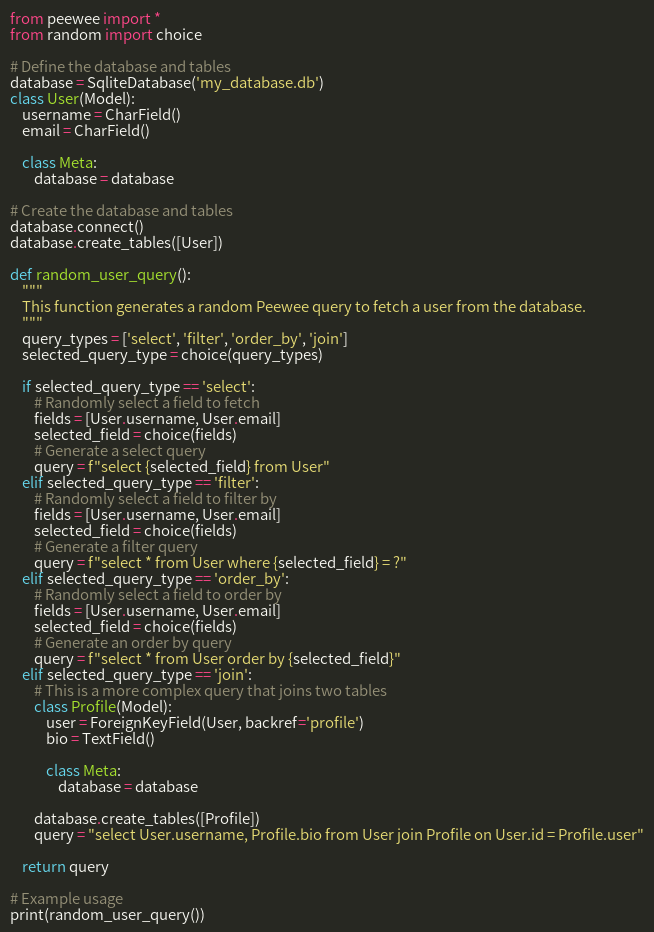 from peewee import *
from random import choice

# Define the database and tables
database = SqliteDatabase('my_database.db')
class User(Model):
    username = CharField()
    email = CharField()

    class Meta:
        database = database

# Create the database and tables
database.connect()
database.create_tables([User])

def random_user_query():
    """
    This function generates a random Peewee query to fetch a user from the database.
    """
    query_types = ['select', 'filter', 'order_by', 'join']
    selected_query_type = choice(query_types)

    if selected_query_type == 'select':
        # Randomly select a field to fetch
        fields = [User.username, User.email]
        selected_field = choice(fields)
        # Generate a select query
        query = f"select {selected_field} from User"
    elif selected_query_type == 'filter':
        # Randomly select a field to filter by
        fields = [User.username, User.email]
        selected_field = choice(fields)
        # Generate a filter query
        query = f"select * from User where {selected_field} = ?"
    elif selected_query_type == 'order_by':
        # Randomly select a field to order by
        fields = [User.username, User.email]
        selected_field = choice(fields)
        # Generate an order by query
        query = f"select * from User order by {selected_field}"
    elif selected_query_type == 'join':
        # This is a more complex query that joins two tables
        class Profile(Model):
            user = ForeignKeyField(User, backref='profile')
            bio = TextField()

            class Meta:
                database = database

        database.create_tables([Profile])
        query = "select User.username, Profile.bio from User join Profile on User.id = Profile.user"

    return query

# Example usage
print(random_user_query())